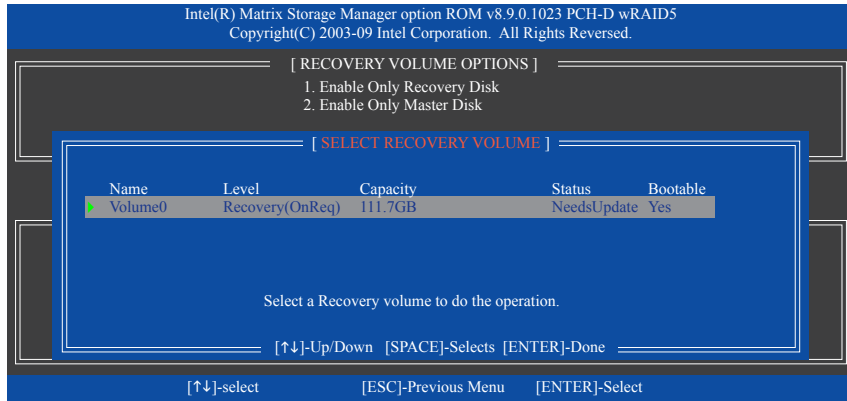 Intel(R) Matrix Storage Manager option ROM v8.9.0.1023 PCH-D wRAID5
Copyright(C) 2003-09 Intel Corporation. All Rights Reversed.
[ RECOVERY VOLUME OPTIONS ]
1. Enable Only Recovery Disk
2. Enable Only Master Disk
[ SELECT RECOVERY VOLUME ]
Name Level Capacity Status Bootable
Volume0 Recovery(OnReq) 111.7GB NeedsUpdate Yes
Select a Recovery volume to do the operation.
[↑↓]-Up/Down [SPACE]-Selects [ENTER]-Done
[↑↓]-select [ESC]-Previous Menu [ENTER]-Select